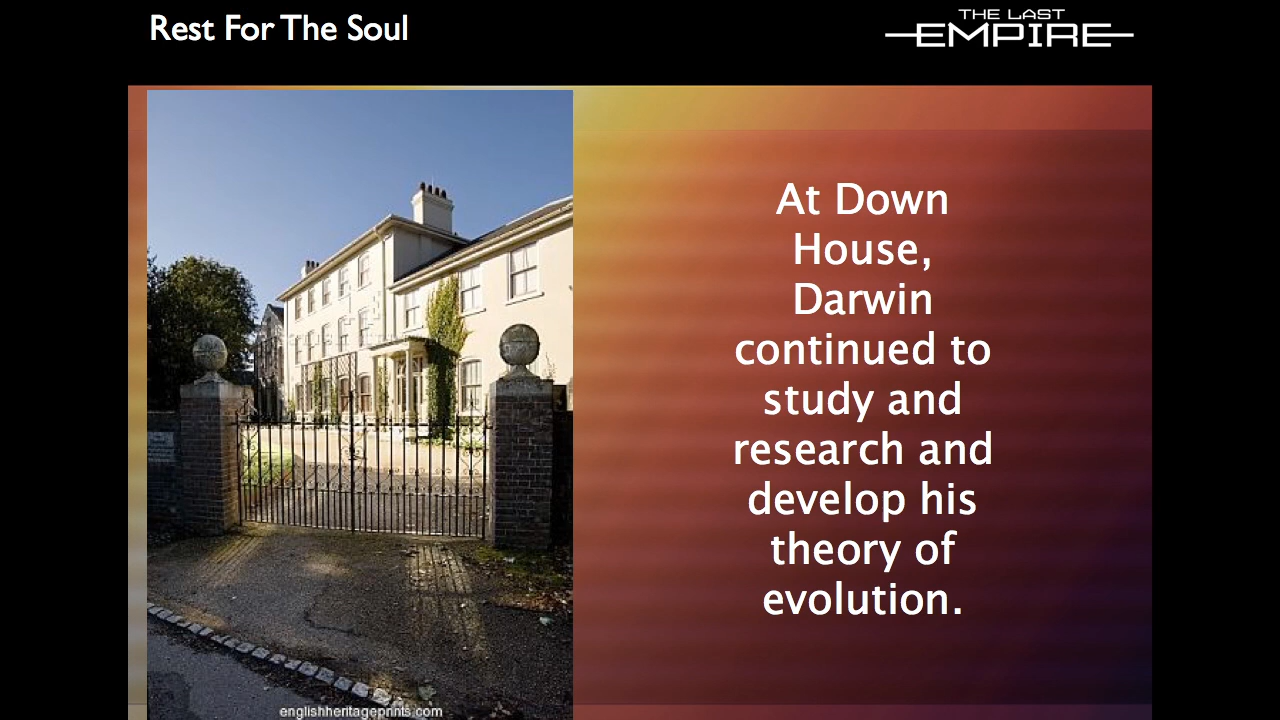 Rest For The Soul
THE LAST
EMPIRE
At Down
House,
Darwin
continued to
study and
research and
develop his
theory of
evolution.
englishheritageprints.com